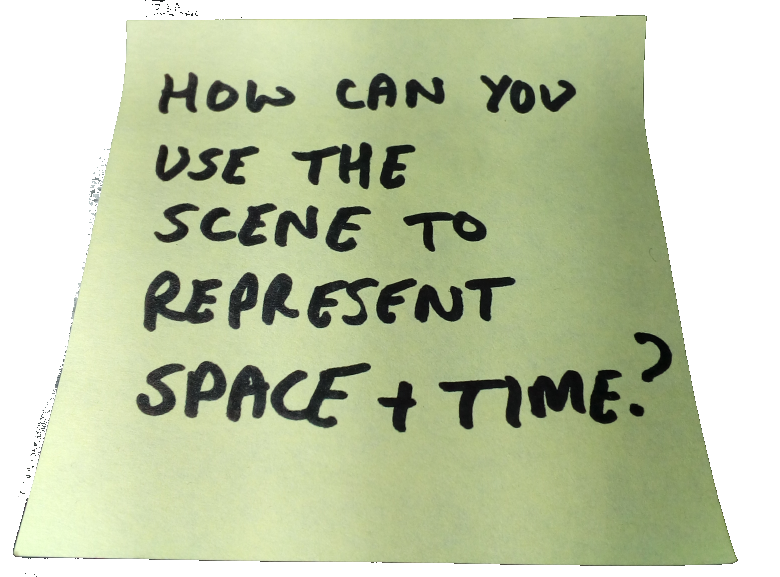 HOW CAN YOU
USE THE
SCENE TO
REPRESENT
SPACE + TIME?